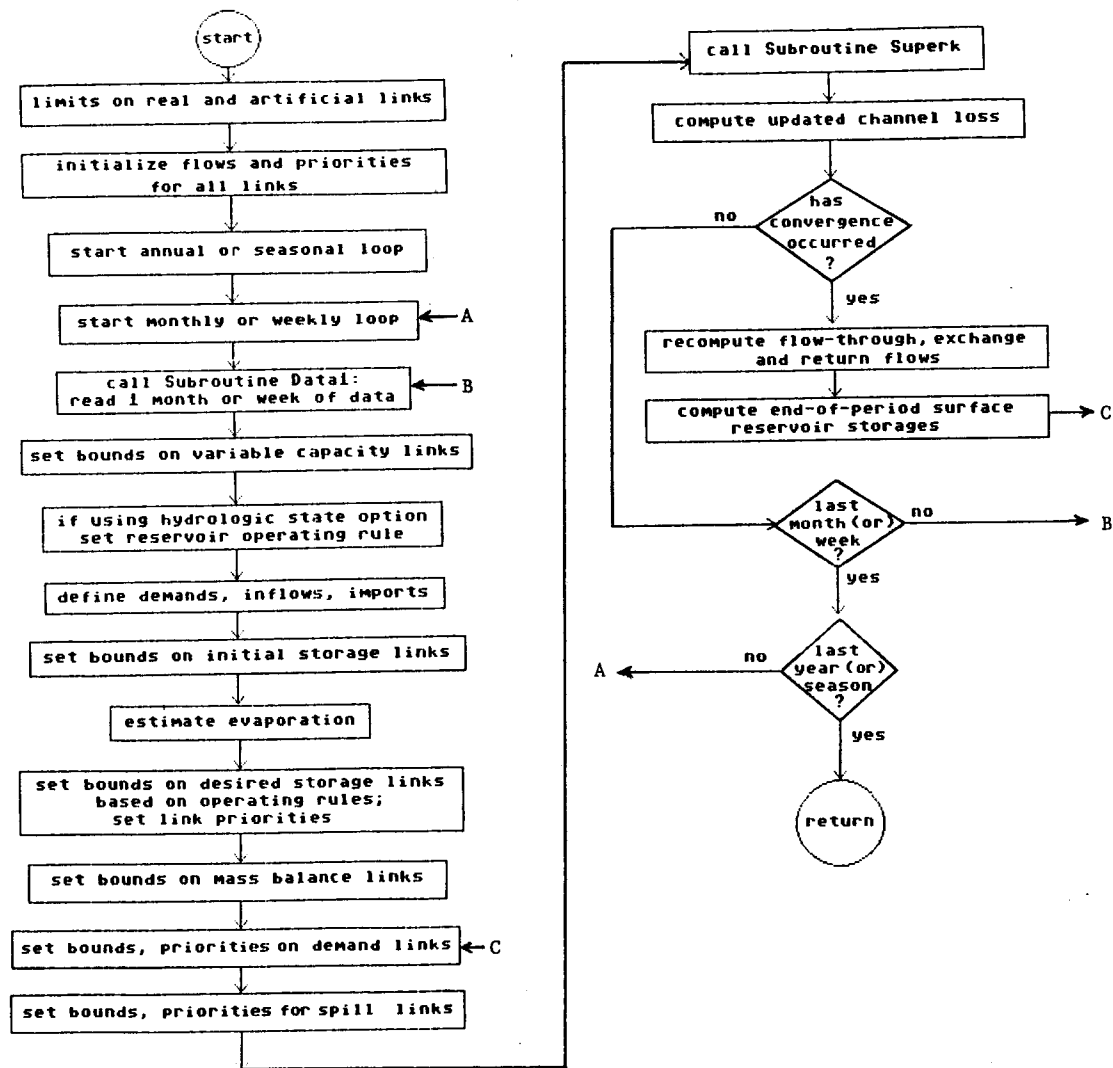 start
limits on real and artificial links
initialize flows and priorities
for all links
start annual or seasonal loop
start monthly or weekly loop
A
call Subroutine Data1:
read 1 month or week of data
B
set bounds on variable capacity links
if using hydrologic state option
set reservoir operating rule
define demands, inflows, imports
set bounds on initial storage links
estimate evaporation
set bounds on desired storage links
based on operating rules;
set link priorities
set bounds on mass balance links
set bounds, priorities on demand links
C
set bounds, priorities for spill links
call Subroutine Superk
compute updated channel loss
has
convergence
occurred
?
no
yes
recompute flow-through, exchange
and return flows
compute end-of-period surface
reservoir storages
C
last
month (or)
week
?
no
B
yes
last
year (or)
season
?
no
A
yes
return